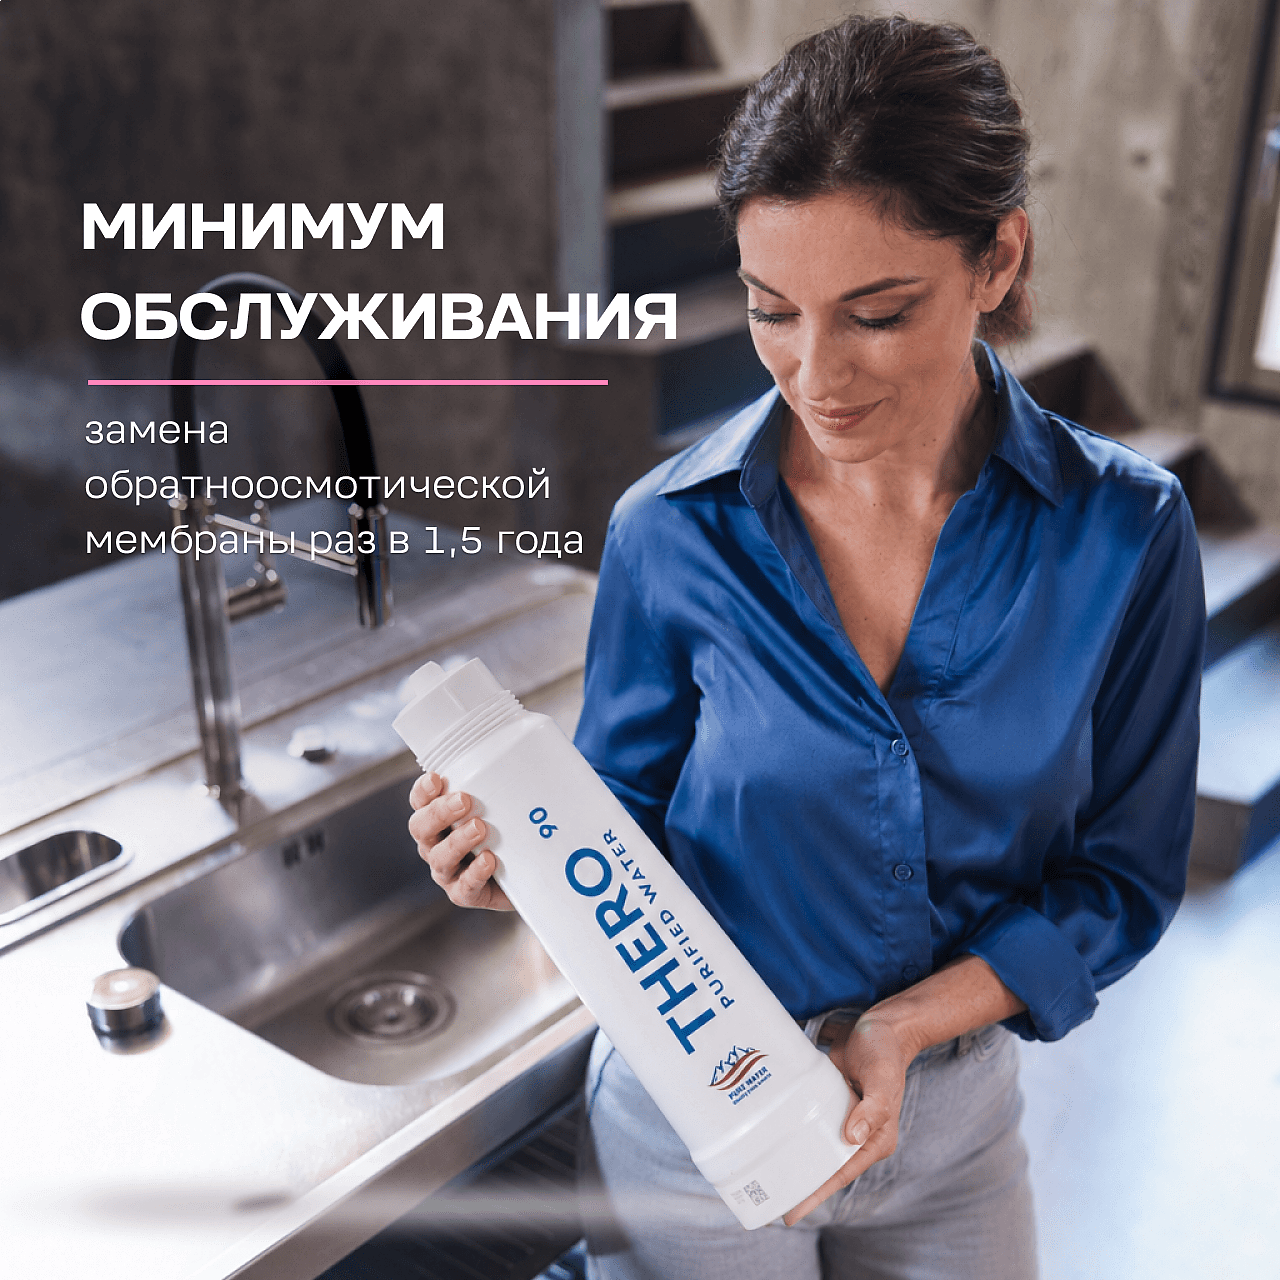 МИНИМУМ
ОБСЛУЖИВАНИЯ
замена
обратноосмотической
мембраны раз в 1,5 года
THERO 90
PURIFIED WATER
PURE WATER